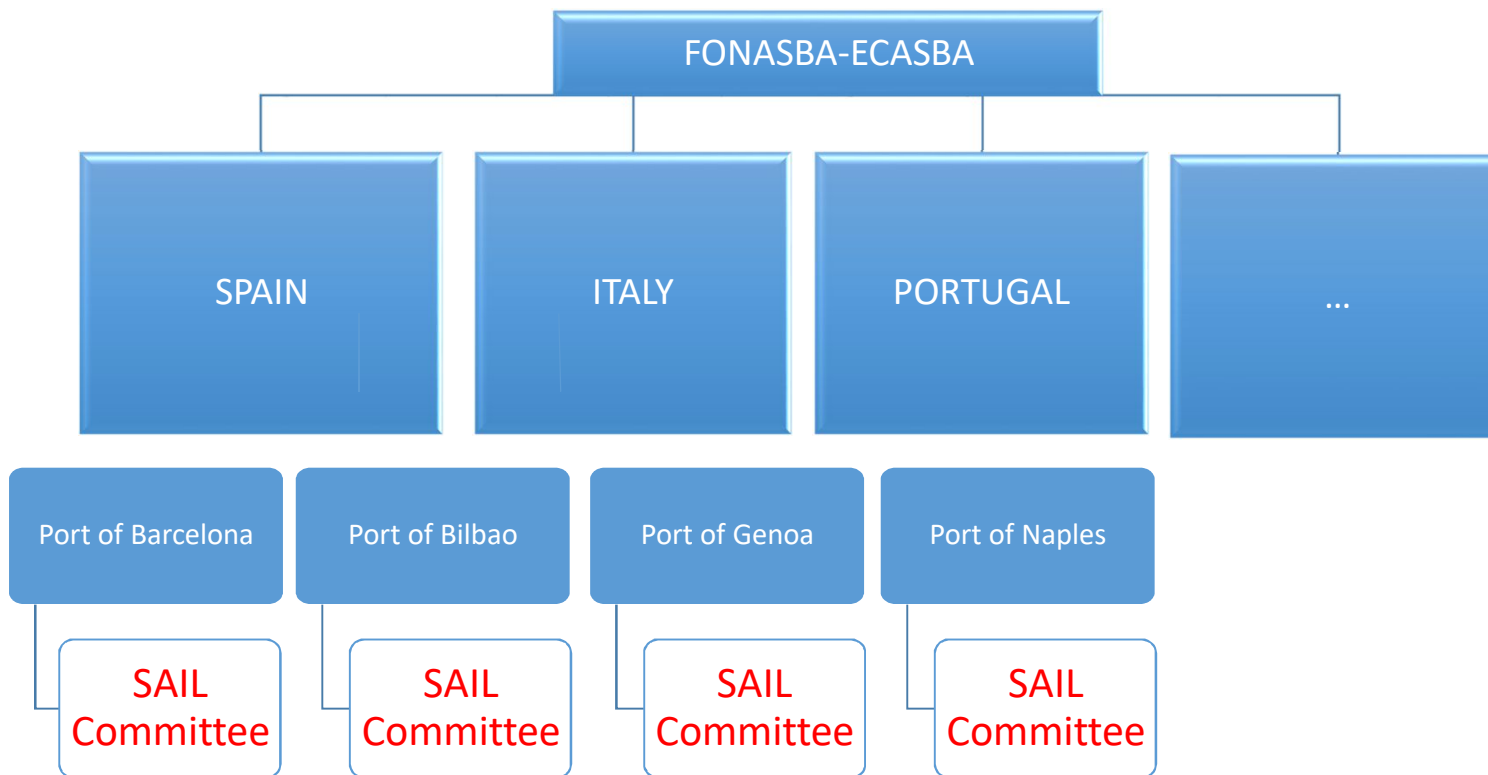 FONASBA-ECASBA
SPAIN
ITALY
PORTUGAL
...
Port of Barcelona
Port of Bilbao
Port of Genoa
Port of Naples
SAIL
Committee
SAIL
Committee
SAIL
Committee
SAIL
Committee